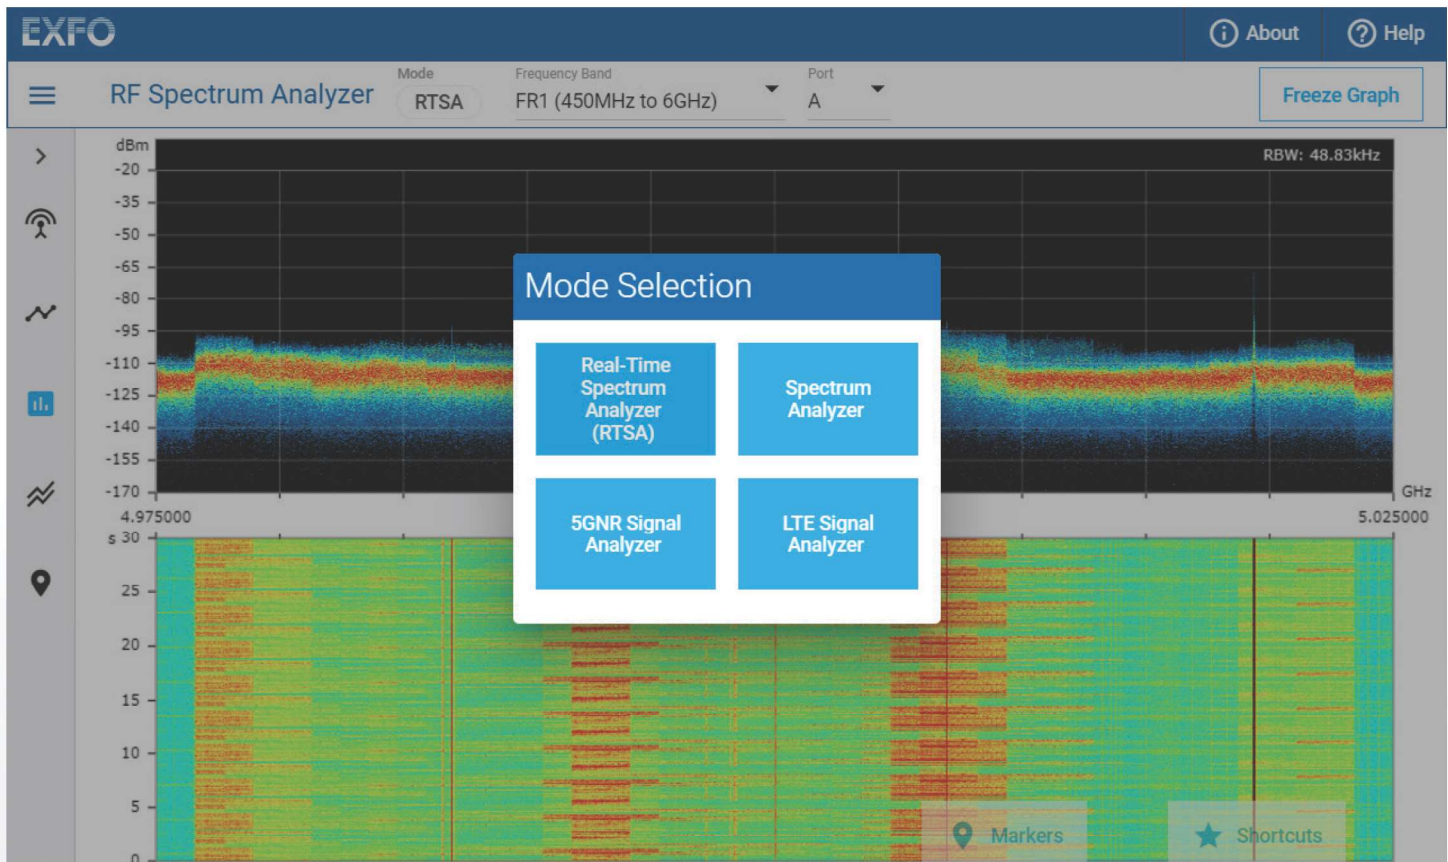 EXFO
About
Help
RF Spectrum Analyzer
Mode
RTSA
Frequency Band
FR1 (450MHz to 6GHz)
Port
A
Freeze Graph
dBm
RBW: 48.83kHz
-20
-35
-50
-65
-80
-95
-110
-125
-140
-155
-170
GHz
4.975000
5.025000
Mode Selection
Real-Time
Spectrum
Analyzer
(RTSA)
Spectrum
Analyzer
5GNR Signal
Analyzer
LTE Signal
Analyzer
s 30
25
20
15
10
5
0
Markers
Shortcuts